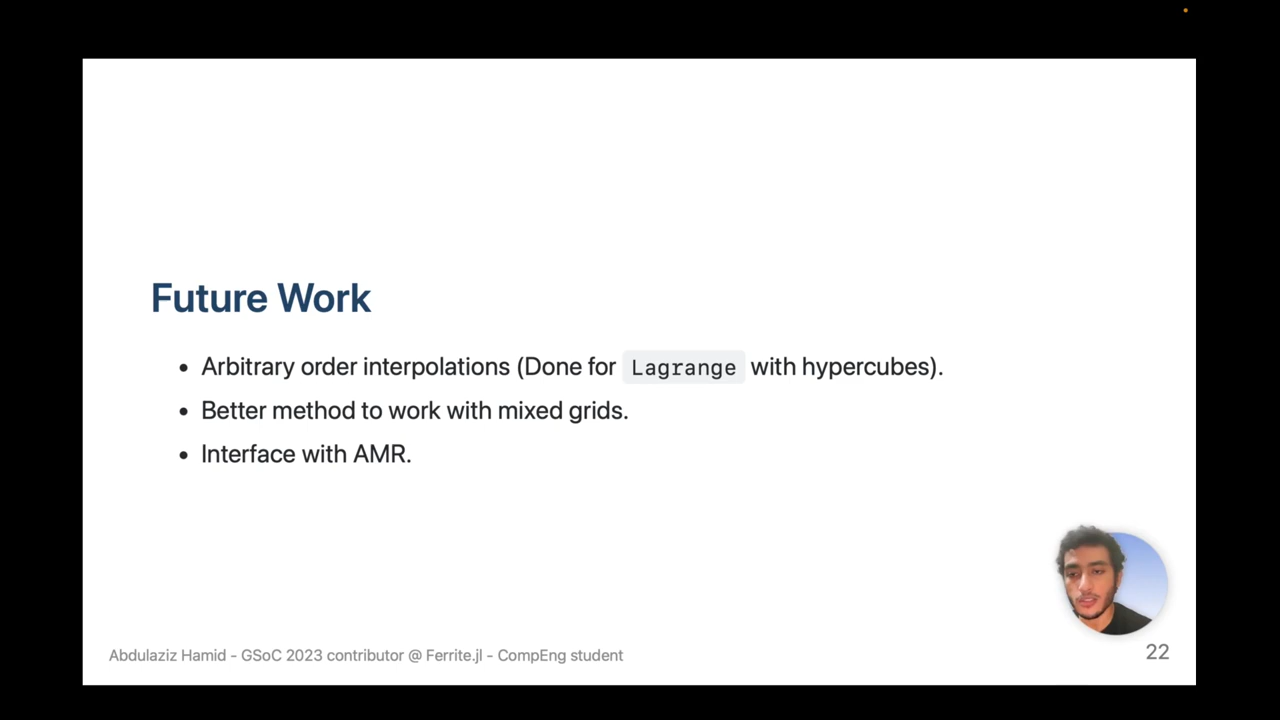 Future Work
• Arbitrary order interpolations (Done for Lagrange with hypercubes).
• Better method to work with mixed grids.
• Interface with AMR.
Abdulaziz Hamid - GSoC 2023 contributor @ Ferrite.jl - CompEng student
22